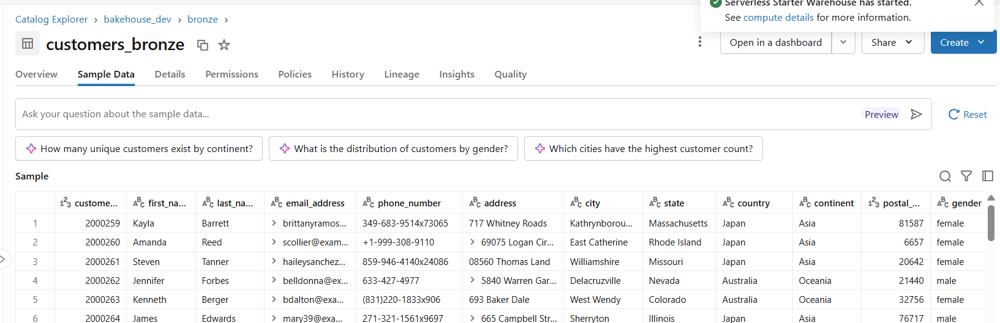 Serverless Starter Warehouse has started.
See compute details for more information.
Catalog Explorer > bakehouse_dev > bronze >
customers_bronze
Open in a dashboard
Share
Create
Overview Sample Data Details Permissions Policies History Lineage Insights Quality
Ask your question about the sample data...
Preview
Reset
How many unique customers exist by continent?
What is the distribution of customers by gender?
Which cities have the highest customer count?
Sample
custome... first_na... last_na... email_address phone_number address city state country continent postal_... gender
1 2000259 Kayla Barrett brittanyramos... 349-683-9514x73065 717 Whitney Roads Kathrynborou... Massachusetts Japan Asia 81587 female
2 2000260 Amanda Reed scollier@exam... +1-999-308-9110 69075 Logan Cir... East Catherine Rhode Island Japan Asia 6657 female
3 2000261 Steven Tanner haileysanchez... 859-946-4140x24086 08560 Thomas Land Williamshire Missouri Japan Asia 20642 female
4 2000262 Jennifer Forbes belldonna@ex... 633-427-4977 5840 Warren Gar... Delacruzville Nevada Australia Oceania 21440 male
5 2000263 Kenneth Berger bdalton@exa... (831)220-1833x906 693 Baker Dale West Wendy Colorado Australia Oceania 32756 female
6 2000264 James Edwards mary39@exa... 271-321-1561x9697 665 Campbell Str... Sherryton Illinois Japan Asia 76717 male